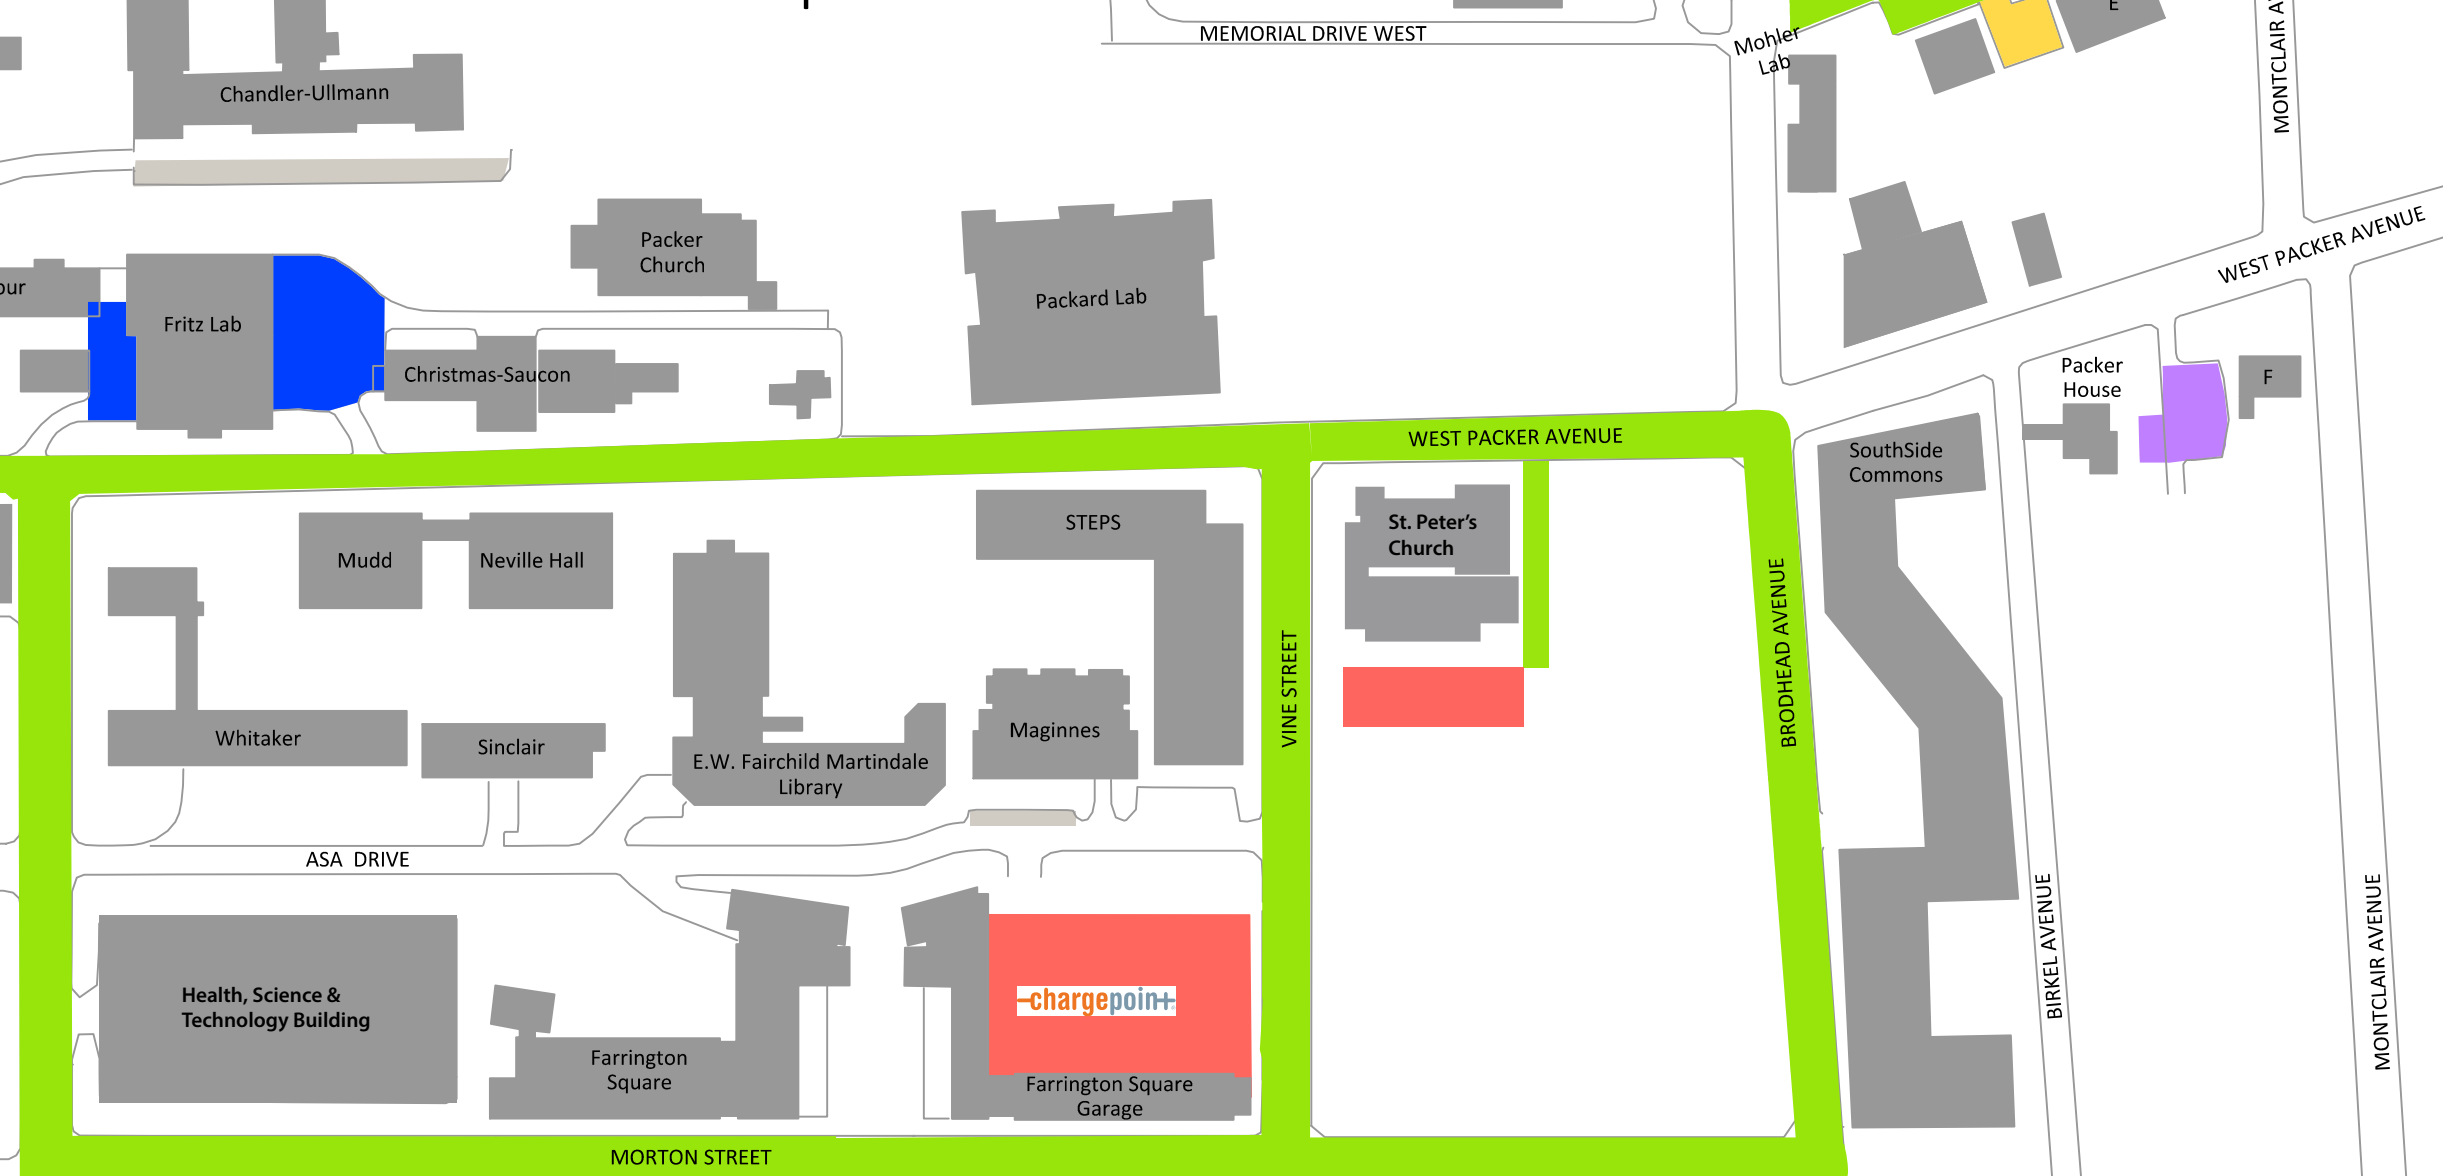 MEMORIAL DRIVE WEST
Mohler
Lab
E
MONTCLAIR
Chandler-Ullmann
Packer
Church
Packard Lab
WEST PACKER AVENUE
Fritz Lab
Christmas-Saucon
Packer
House
F
WEST PACKER AVENUE
SouthSide
Commons
STEPS
St. Peter's
Church
Mudd
Neville Hall
VINE STREET
BRODHEAD AVENUE
Whitaker
Sinclair
E.W. Fairchild Martindale
Library
Maginnes
ASA DRIVE
BIRKEL AVENUE
MONTCLAIR AVENUE
Health, Science &
Technology Building
chargepoin+
Farrington
Square
Farrington Square
Garage
MORTON STREET